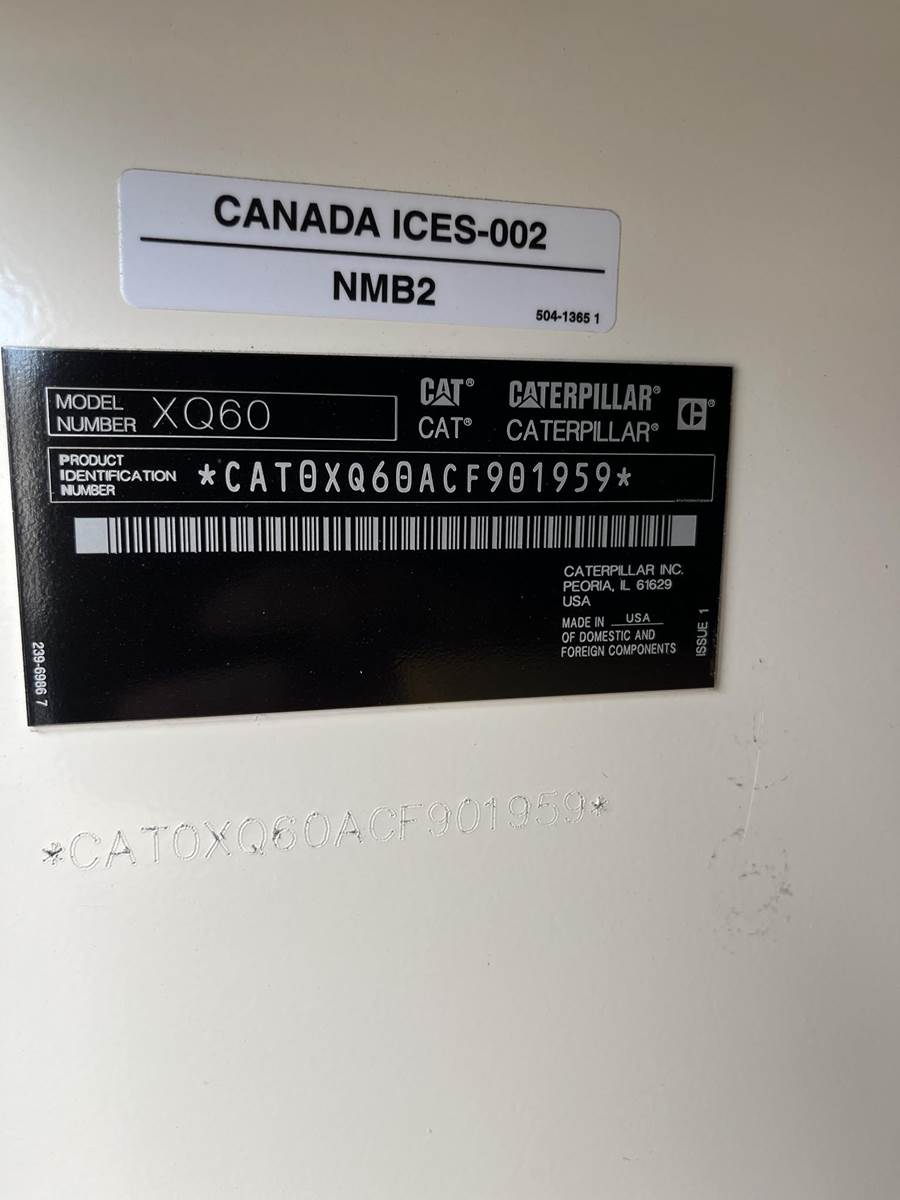 CANADA ICES-002
NMB2
504-1365 1
MODEL NUMBER XQ60
CAT® CATERPILLAR®
CAT® CATERPILLAR®
PRODUCT
IDENTIFICATION
NUMBER
*CAT0XQ60ACF901959*
CATERPILLAR INC.
PEORIA, IL 61629
USA
MADE IN USA
OF DOMESTIC AND
FOREIGN COMPONENTS
ISSUE 1
239-6986 7
*CAT0XQ60ACF901959*